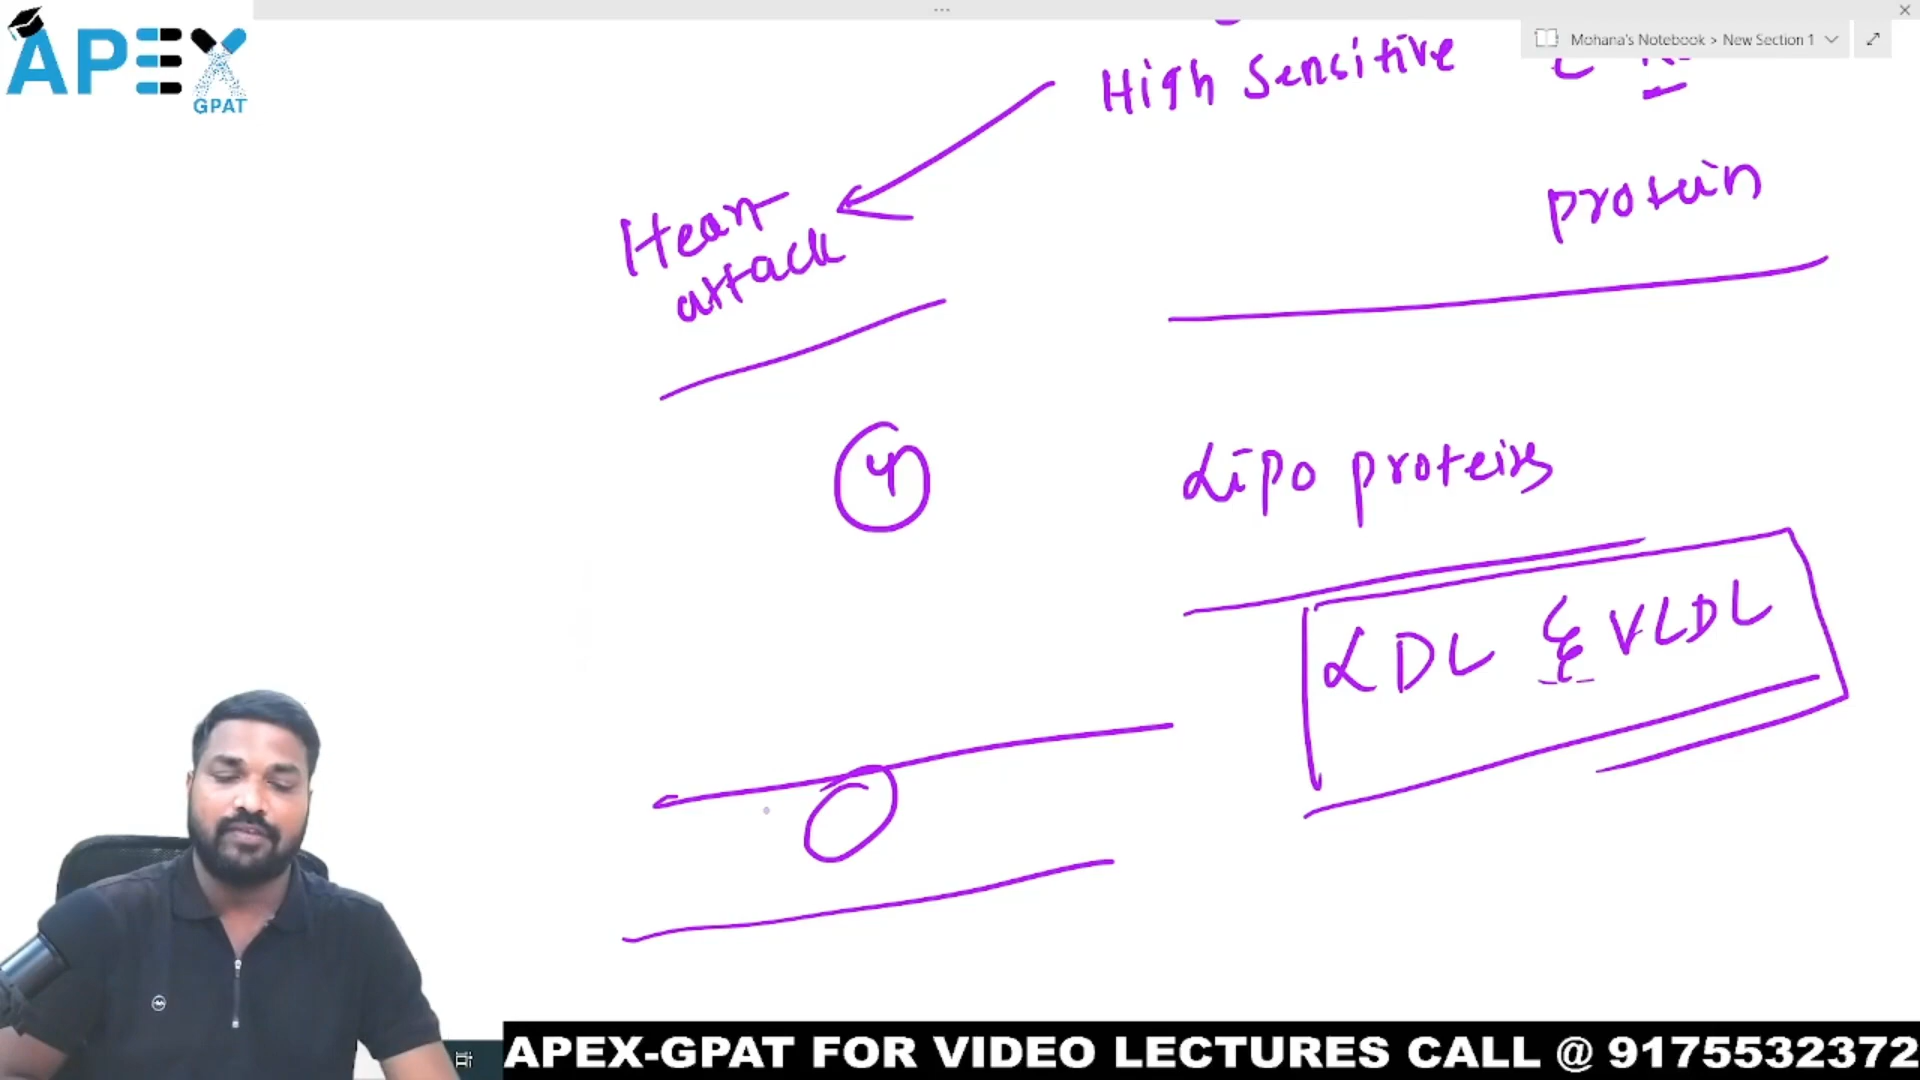 APEX
GPAT
Mohana's Notebook > New Section 1
High Sensitive
protein
Heart
attack
4
Lipo proteins
LDL & VLDL
APEX-GPAT FOR VIDEO LECTURES CALL @ 9175532372